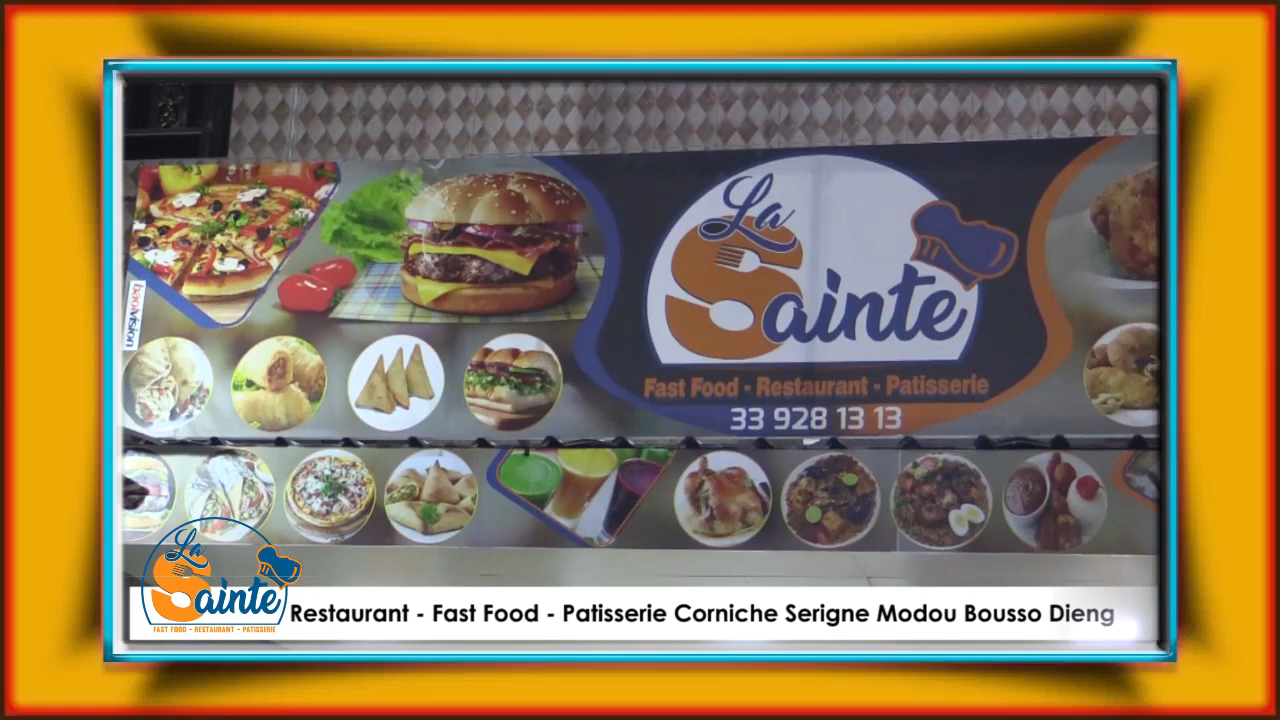 La
Sainte
Fast Food - Restaurant - Patisserie
33 928 13 13
baolvision
La
Sainte
FAST FOOD - RESTAURANT - PATISSERIE
Restaurant - Fast Food - Patisserie Corniche Serigne Modou Bousso Dieng